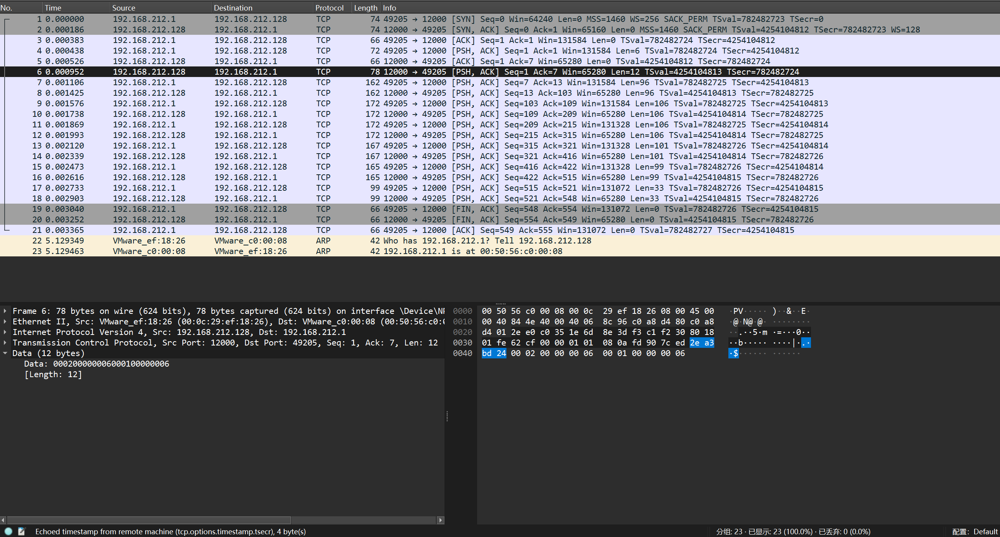 No. Time Source Destination Protocol Length Info
1 0.000000 192.168.212.1 192.168.212.128 TCP 74 49205 → 12000 [SYN] Seq=0 Win=64240 Len=0 MSS=1460 WS=256 SACK_PERM TSval=782482723 TSecr=0
2 0.000186 192.168.212.128 192.168.212.1 TCP 74 12000 → 49205 [SYN, ACK] Seq=0 Ack=1 Win=65160 Len=0 MSS=1460 SACK_PERM TSval=4254104812 TSecr=782482723 WS=128
3 0.000383 192.168.212.1 192.168.212.128 TCP 66 49205 → 12000 [ACK] Seq=1 Ack=1 Win=131584 Len=0 TSval=782482724 TSecr=4254104812
4 0.000438 192.168.212.1 192.168.212.128 TCP 72 49205 → 12000 [PSH, ACK] Seq=1 Ack=1 Win=131584 Len=6 TSval=782482724 TSecr=4254104812
5 0.000526 192.168.212.128 192.168.212.1 TCP 66 12000 → 49205 [ACK] Seq=1 Ack=7 Win=65280 Len=0 TSval=4254104812 TSecr=782482724
6 0.000952 192.168.212.128 192.168.212.1 TCP 78 12000 → 49205 [PSH, ACK] Seq=1 Ack=7 Win=65280 Len=12 TSval=4254104813 TSecr=782482724
7 0.001106 192.168.212.1 192.168.212.128 TCP 162 49205 → 12000 [PSH, ACK] Seq=7 Ack=13 Win=131584 Len=96 TSval=782482725 TSecr=4254104813
8 0.001425 192.168.212.128 192.168.212.1 TCP 162 12000 → 49205 [PSH, ACK] Seq=13 Ack=103 Win=65280 Len=96 TSval=4254104813 TSecr=782482725
9 0.001576 192.168.212.1 192.168.212.128 TCP 172 49205 → 12000 [PSH, ACK] Seq=103 Ack=109 Win=131584 Len=106 TSval=782482725 TSecr=4254104813
10 0.001738 192.168.212.128 192.168.212.1 TCP 172 12000 → 49205 [PSH, ACK] Seq=109 Ack=209 Win=65280 Len=106 TSval=4254104814 TSecr=782482725
11 0.001869 192.168.212.1 192.168.212.128 TCP 172 49205 → 12000 [PSH, ACK] Seq=209 Ack=215 Win=131328 Len=106 TSval=782482725 TSecr=4254104814
12 0.001993 192.168.212.128 192.168.212.1 TCP 172 12000 → 49205 [PSH, ACK] Seq=215 Ack=315 Win=65280 Len=106 TSval=4254104814 TSecr=782482725
13 0.002120 192.168.212.1 192.168.212.128 TCP 167 49205 → 12000 [PSH, ACK] Seq=315 Ack=321 Win=131328 Len=101 TSval=782482726 TSecr=4254104814
14 0.002339 192.168.212.128 192.168.212.1 TCP 167 12000 → 49205 [PSH, ACK] Seq=321 Ack=416 Win=65280 Len=101 TSval=4254104814 TSecr=782482726
15 0.002473 192.168.212.1 192.168.212.128 TCP 165 49205 → 12000 [PSH, ACK] Seq=416 Ack=422 Win=131328 Len=99 TSval=782482726 TSecr=4254104814
16 0.002616 192.168.212.128 192.168.212.1 TCP 165 12000 → 49205 [PSH, ACK] Seq=422 Ack=515 Win=65280 Len=99 TSval=4254104815 TSecr=782482726
17 0.002733 192.168.212.1 192.168.212.128 TCP 99 49205 → 12000 [PSH, ACK] Seq=515 Ack=521 Win=131072 Len=33 TSval=782482726 TSecr=4254104815
18 0.002903 192.168.212.128 192.168.212.1 TCP 99 12000 → 49205 [PSH, ACK] Seq=521 Ack=548 Win=65280 Len=33 TSval=4254104815 TSecr=782482726
19 0.003040 192.168.212.1 192.168.212.128 TCP 66 49205 → 12000 [FIN, ACK] Seq=548 Ack=554 Win=131072 Len=0 TSval=782482726 TSecr=4254104815
20 0.003252 192.168.212.128 192.168.212.1 TCP 66 12000 → 49205 [FIN, ACK] Seq=554 Ack=549 Win=65280 Len=0 TSval=4254104815 TSecr=782482726
21 0.003365 192.168.212.1 192.168.212.128 TCP 66 49205 → 12000 [ACK] Seq=549 Ack=555 Win=131072 Len=0 TSval=782482727 TSecr=4254104815
22 5.129349 VMware_ef:18:26 VMware_c0:00:08 ARP 42 Who has 192.168.212.1? Tell 192.168.212.128
23 5.129463 VMware_c0:00:08 VMware_ef:18:26 ARP 42 192.168.212.1 is at 00:50:56:c0:00:08
Frame 6: 78 bytes on wire (624 bits), 78 bytes captured (624 bits) on interface \Device\NP
Ethernet II, Src: VMware_ef:18:26 (00:0c:29:ef:18:26), Dst: VMware_c0:00:08 (00:50:56:c0:0
Internet Protocol Version 4, Src: 192.168.212.128, Dst: 192.168.212.1
Transmission Control Protocol, Src Port: 12000, Dst Port: 49205, Seq: 1, Ack: 7, Len: 12
Data (12 bytes)
Data: 000200000006000100000006
[Length: 12]
0000 00 50 56 c0 00 08 00 0c 29 ef 18 26 08 00 45 00 ·PV····· )··&··E·
0010 00 40 84 4e 40 00 40 06 8c 96 c0 a8 d4 80 c0 a8 ·@·N@·@· ········
0020 d4 01 2e e0 c0 35 1e 6d 8e 3d f3 c1 f2 30 80 18 ··.··5·m ·=···0··
0030 01 fe 62 cf 00 00 01 01 08 0a fd 90 7c ed 2e a3 ··b····· ····|·.·
0040 bd 24 00 02 00 00 00 06 00 01 00 00 00 06 ·$······ ······
Echoed timestamp from remote machine (tcp.options.timestamp.tsecr), 4 byte(s)
分组: 23 · 已显示: 23 (100.0%) · 已丢弃: 0 (0.0%)
配置: Default